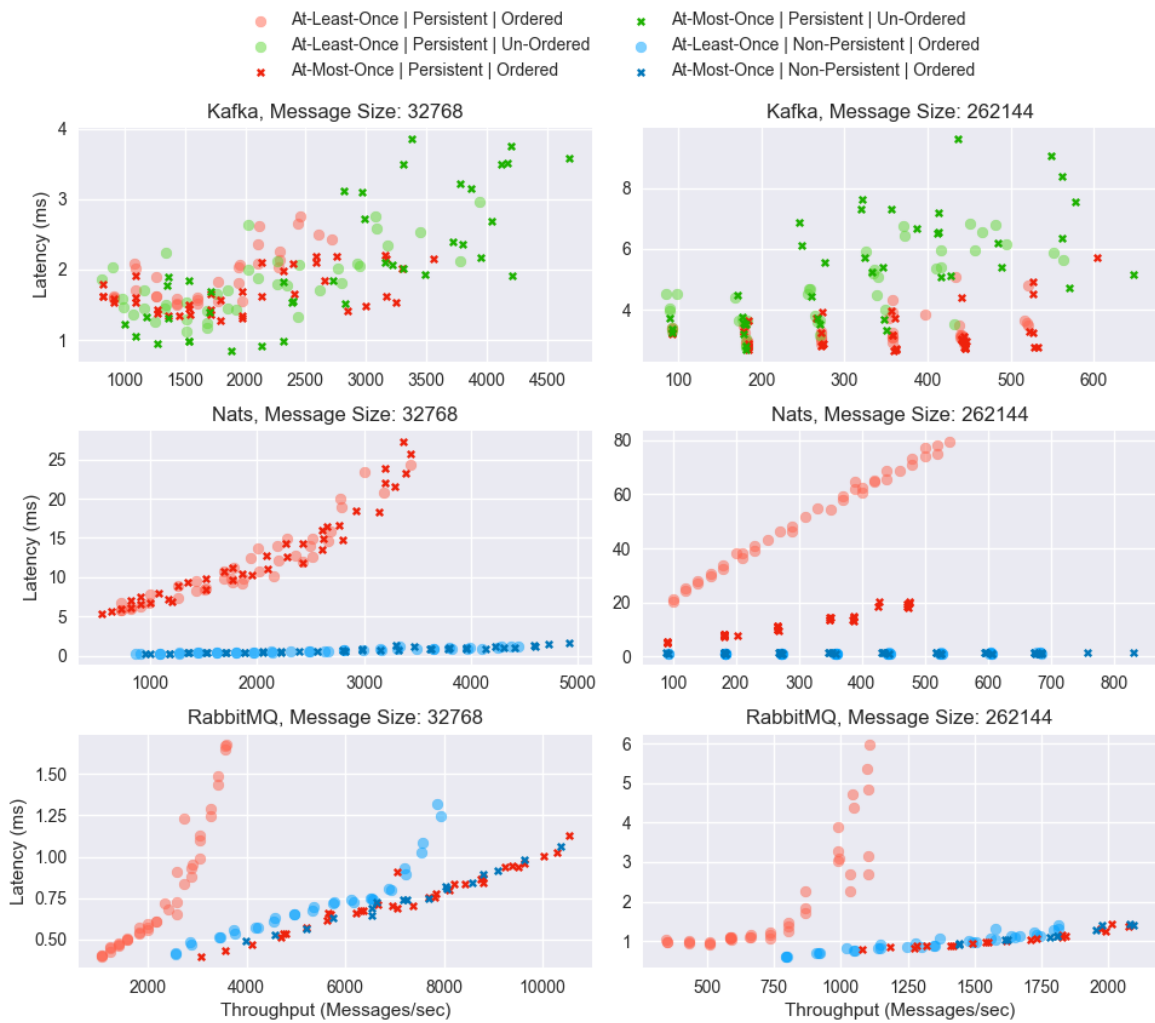 At-Least-Once | Persistent | Ordered
At-Least-Once | Persistent | Un-Ordered
At-Most-Once | Persistent | Ordered
At-Most-Once | Persistent | Un-Ordered
At-Least-Once | Non-Persistent | Ordered
At-Most-Once | Non-Persistent | Ordered
Kafka, Message Size: 32768
Latency (ms)
4
3
2
1
1000 1500 2000 2500 3000 3500 4000 4500
Kafka, Message Size: 262144
8
6
4
100 200 300 400 500 600
Nats, Message Size: 32768
Latency (ms)
25
20
15
10
5
0
1000 2000 3000 4000 5000
Nats, Message Size: 262144
80
60
40
20
0
100 200 300 400 500 600 700 800
RabbitMQ, Message Size: 32768
Latency (ms)
1.50
1.25
1.00
0.75
0.50
2000 4000 6000 8000 10000
Throughput (Messages/sec)
RabbitMQ, Message Size: 262144
6
5
4
3
2
1
500 750 1000 1250 1500 1750 2000
Throughput (Messages/sec)